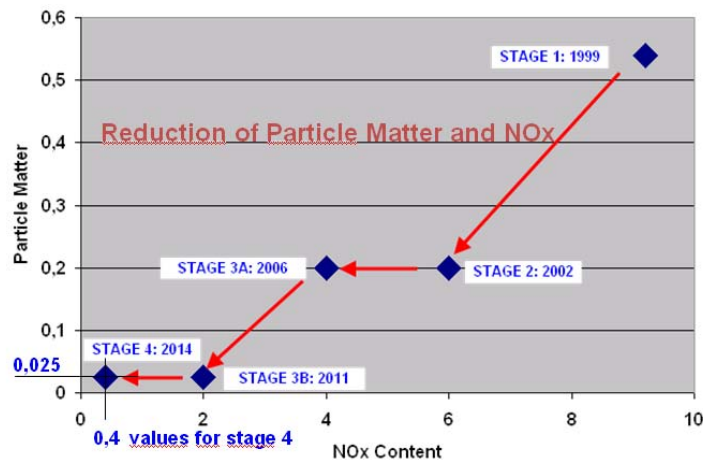 0,6
STAGE 1: 1999
0,5
Reduction of Particle Matter and NOx
0,4
Particle Matter
0,3
STAGE 3A: 2006
0,2
STAGE 2: 2002
0,1
STAGE 4: 2014
0,025
STAGE 3B: 2011
0
0 2 4 6 8 10
0,4 values for stage 4
NOx Content